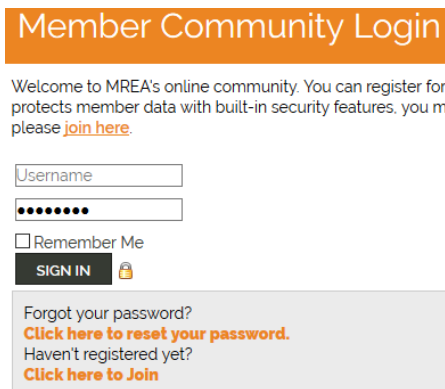 Member Community Login
Welcome to MREA's online community. You can register for
protects member data with built-in security features, you m
please join here.
Username
●●●●●●●●
Remember Me
SIGN IN
Forgot your password?
Click here to reset your password.
Haven't registered yet?
Click here to Join